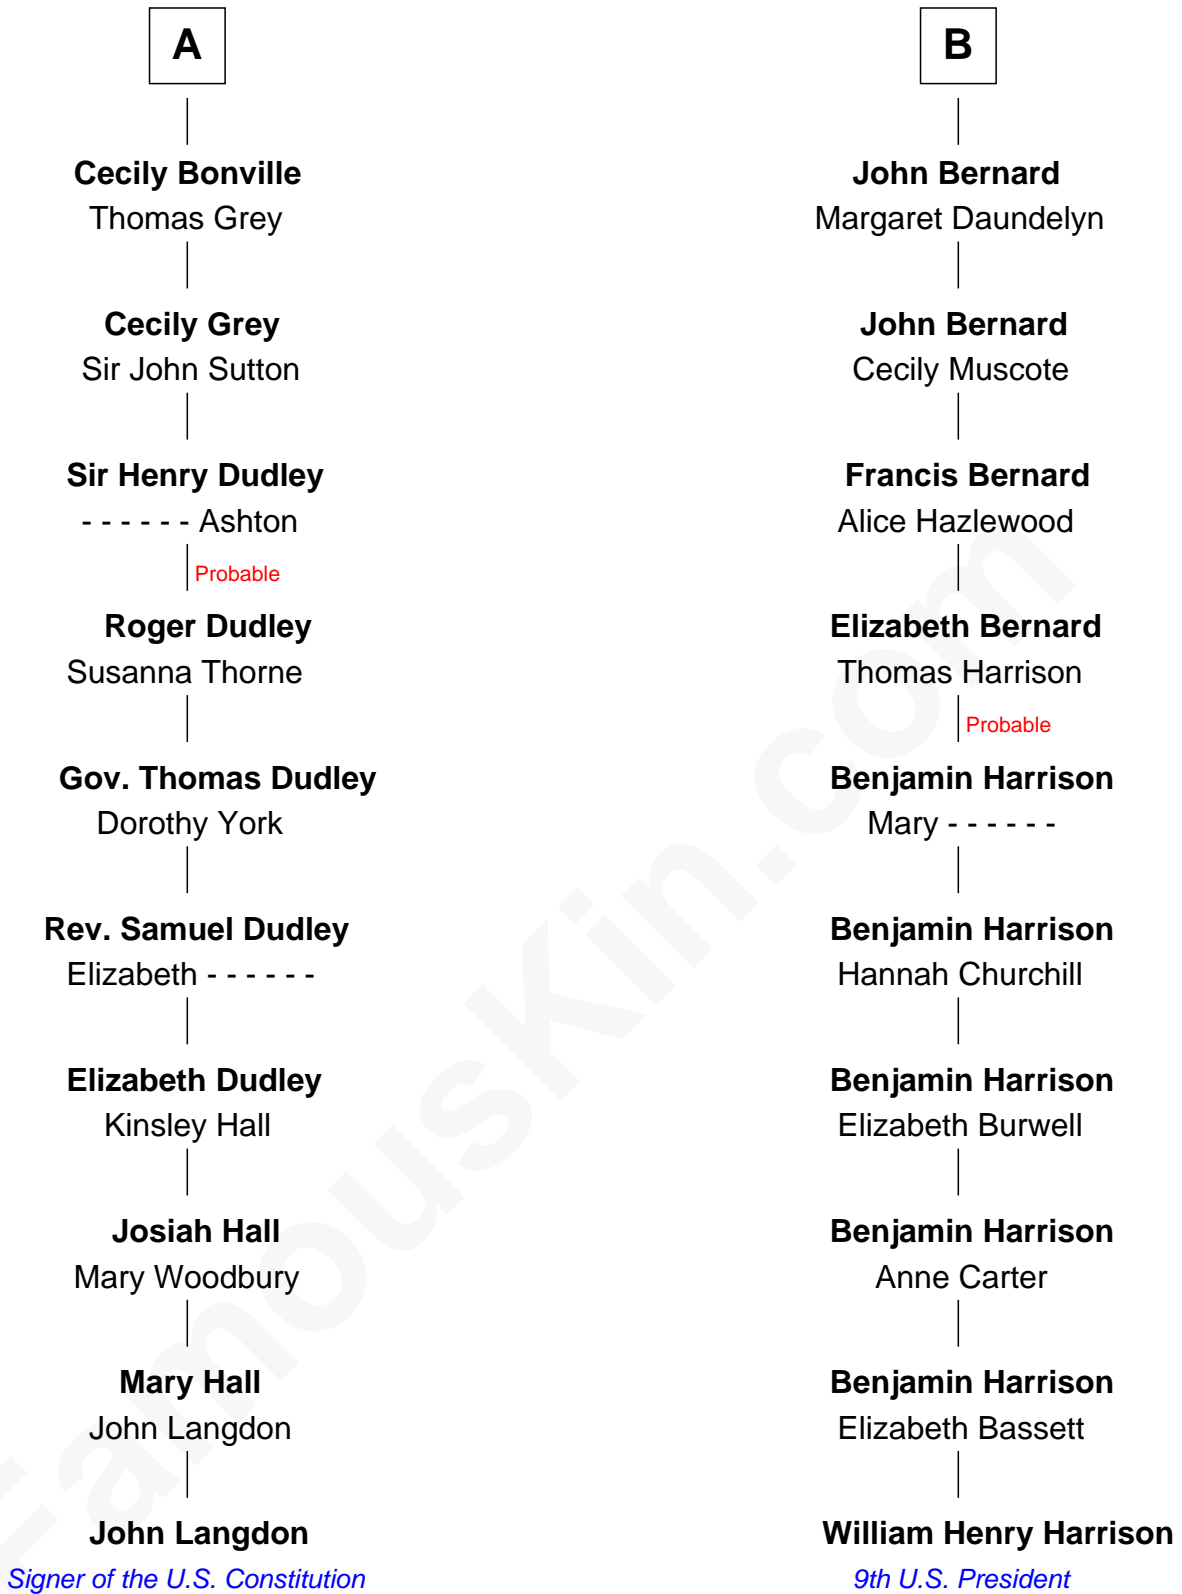 A
Cecily Bonville
Thomas Grey
Cecily Grey
Sir John Sutton
Sir Henry Dudley
- - - - - - Ashton
Probable
Roger Dudley
Susanna Thorne
Gov. Thomas Dudley
Dorothy York
Rev. Samuel Dudley
Elizabeth - - - - - -
Elizabeth Dudley
Kinsley Hall
Josiah Hall
Mary Woodbury
Mary Hall
John Langdon
John Langdon
Signer of the U.S. Constitution
B
John Bernard
Margaret Daundelyn
John Bernard
Cecily Muscote
Francis Bernard
Alice Hazlewood
Elizabeth Bernard
Thomas Harrison
Probable
Benjamin Harrison
Mary - - - - - -
Benjamin Harrison
Hannah Churchill
Benjamin Harrison
Elizabeth Burwell
Benjamin Harrison
Anne Carter
Benjamin Harrison
Elizabeth Bassett
William Henry Harrison
9th U.S. President
FamousKin.com